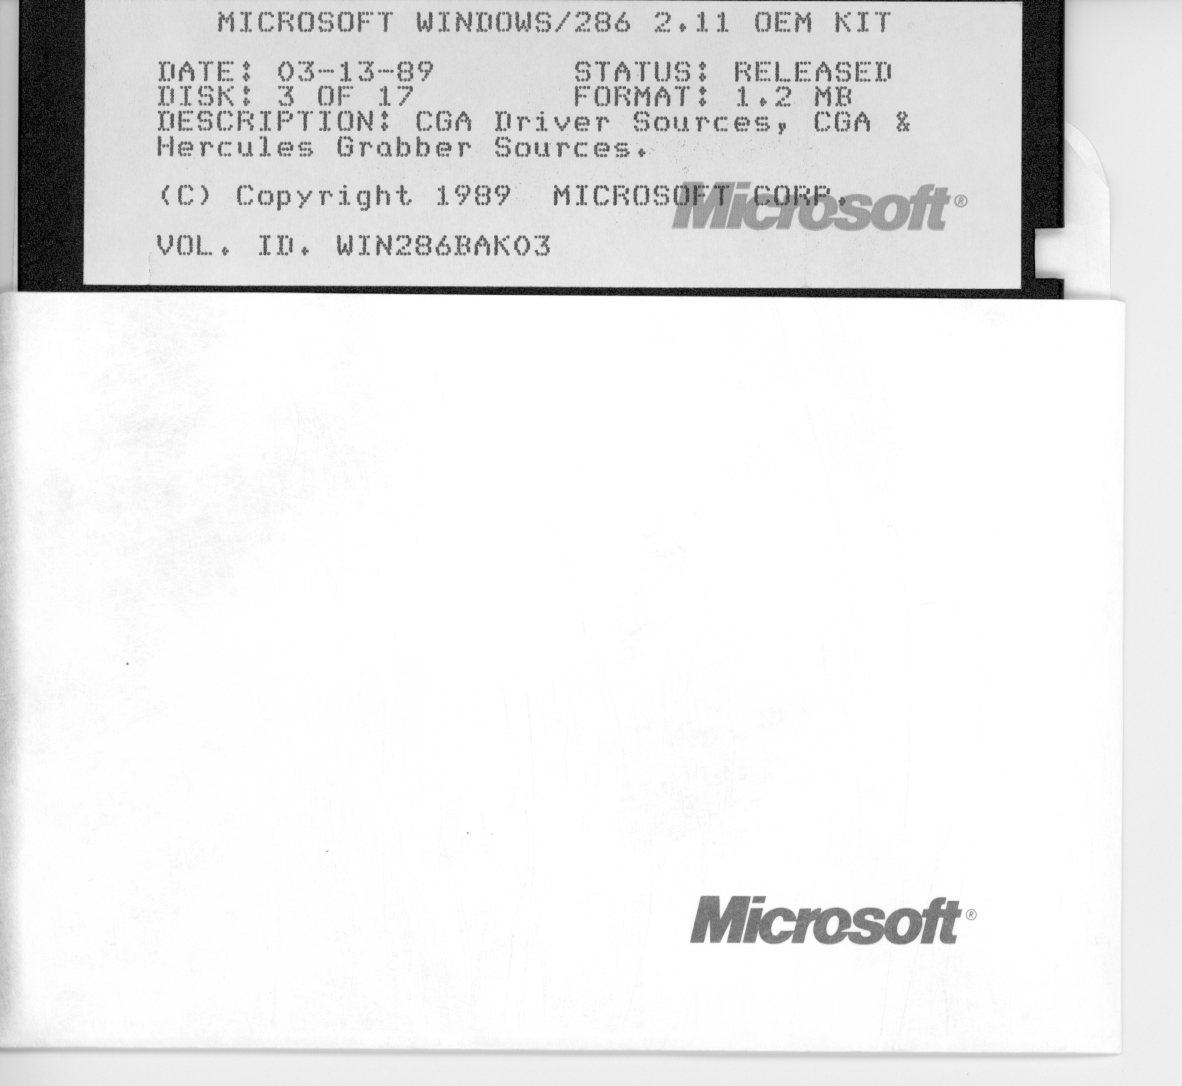 MICROSOFT WINDOWS/286 2.11 OEM KIT
DATE: 03-13-89 STATUS: RELEASED
DISK: 3 OF 17 FORMAT: 1.2 MB
DESCRIPTION: CGA Driver Sources, CGA &
Hercules Grabber Sources.
(C) Copyright 1989 MICROSOFT CORP.
Microsoft®
VOL. ID. WIN286BAK03
Microsoft®